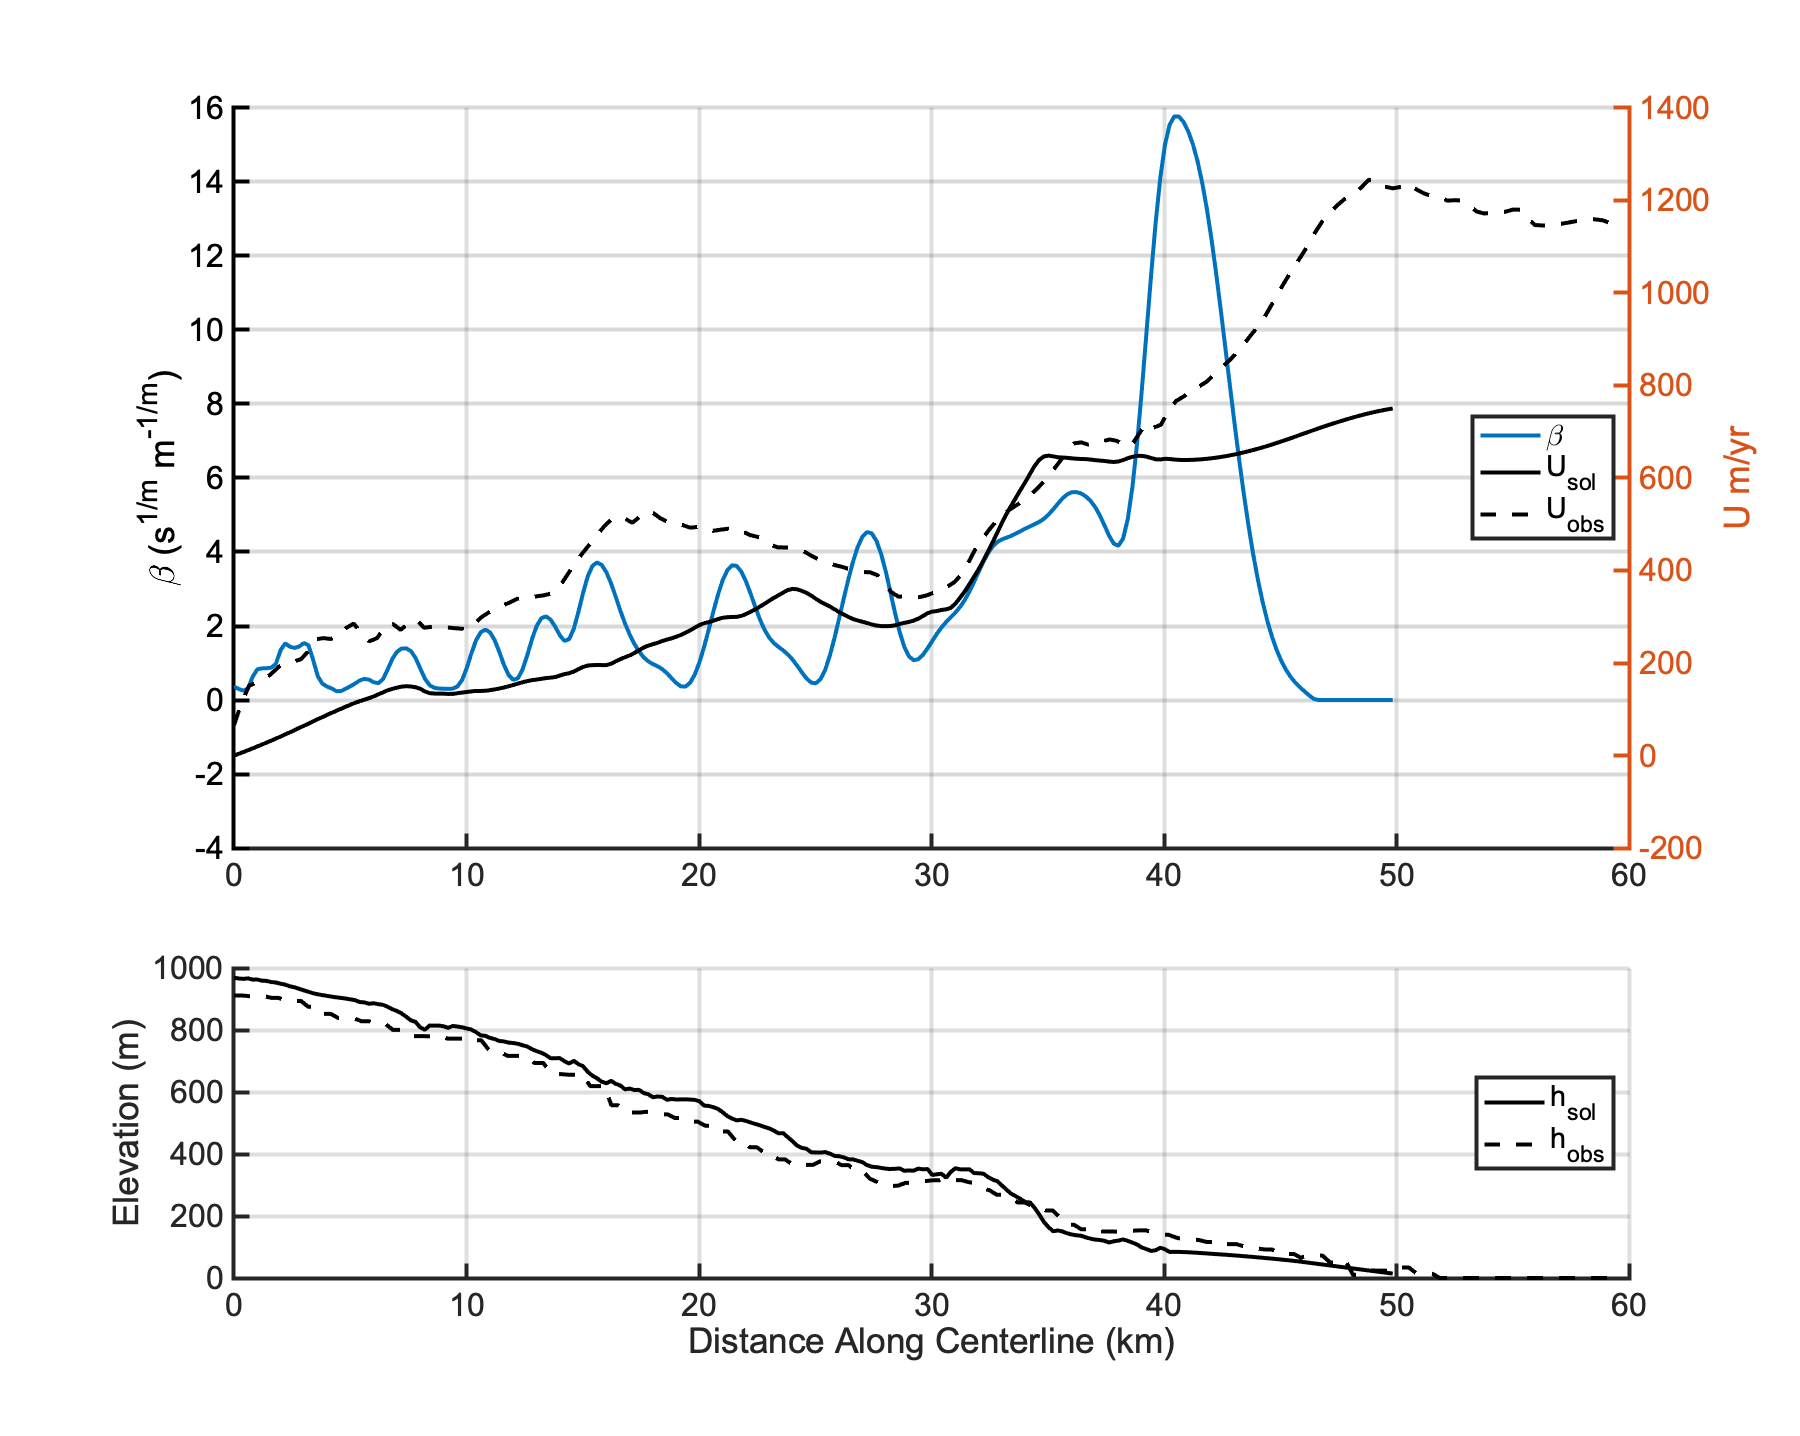 16
14
12
10
8
6
4
2
0
-2
-4
β (s^1/m m^-1/m)
1400
1200
1000
800
600
400
200
0
-200
U m/yr
β
U_sol
U_obs
0 10 20 30 40 50 60
1000
800
600
400
200
0
Elevation (m)
h_sol
h_obs
0 10 20 30 40 50 60
Distance Along Centerline (km)